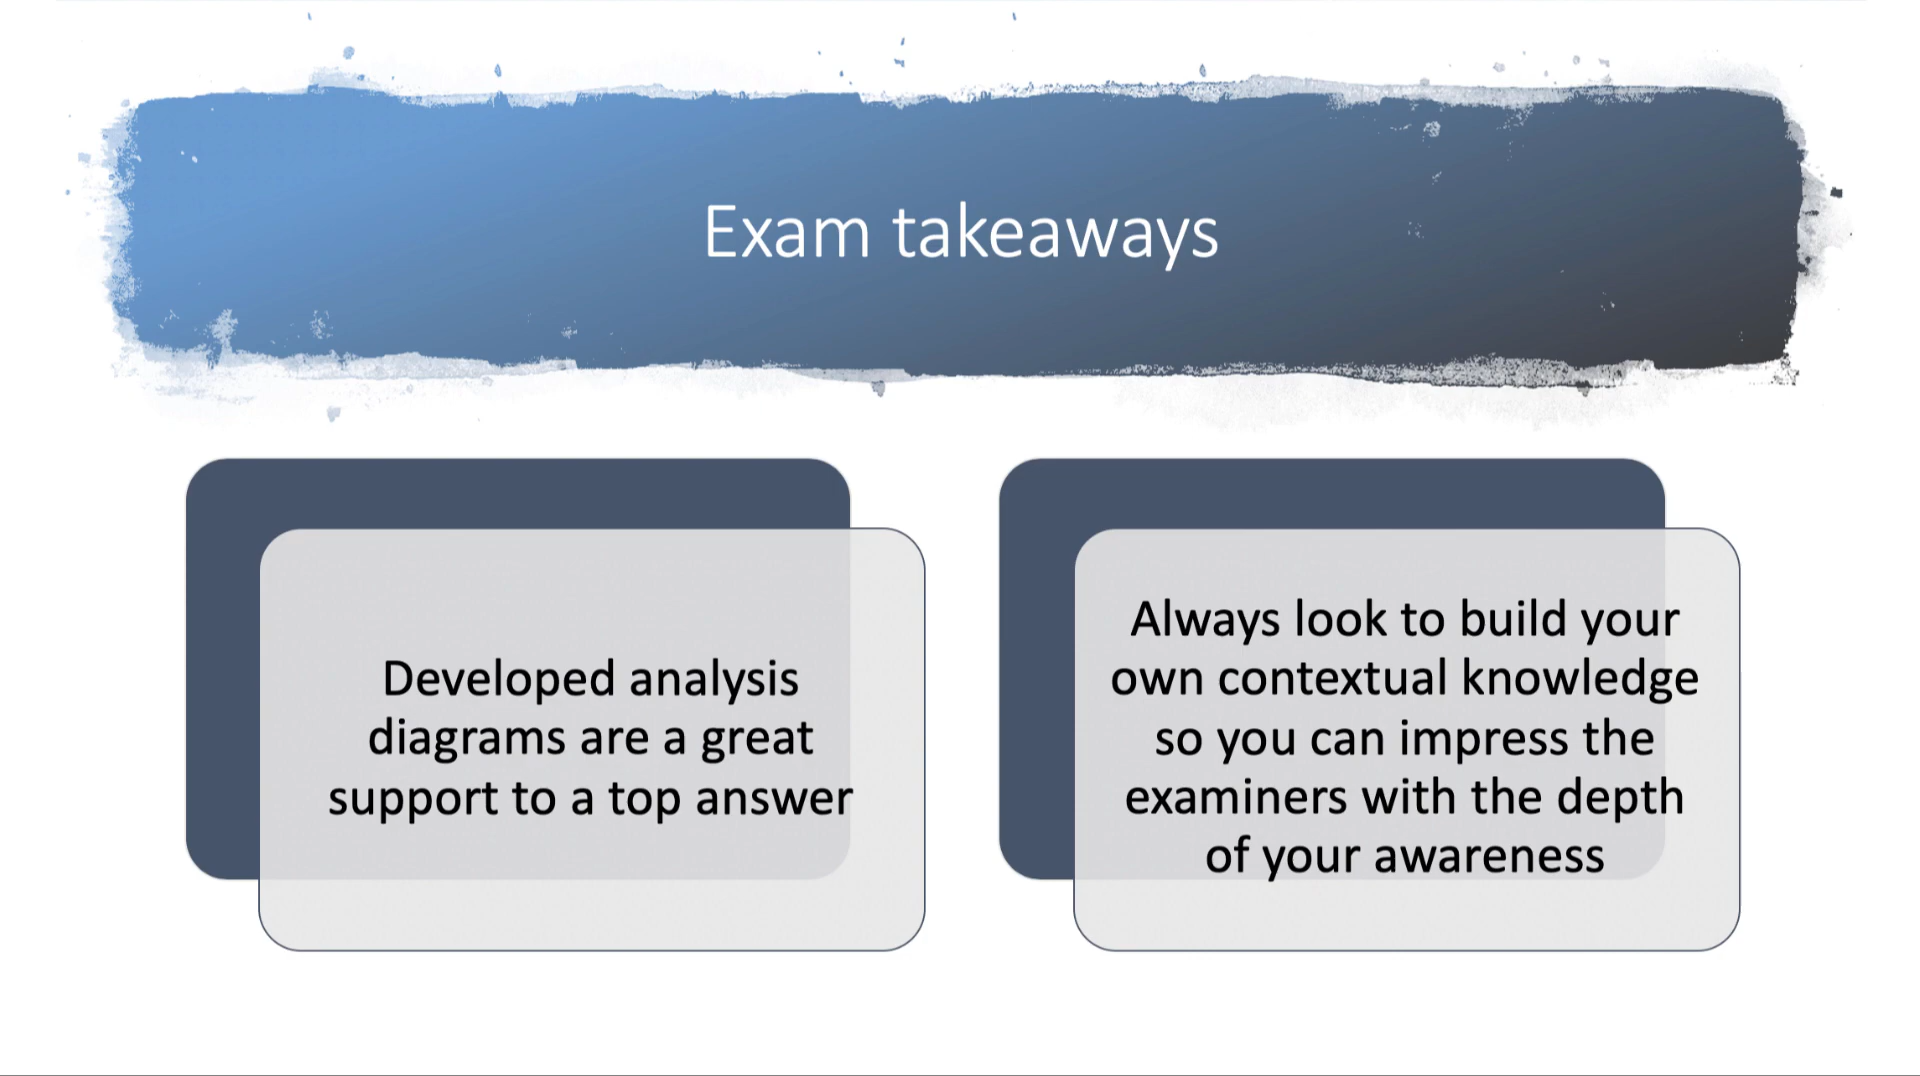 Exam takeaways
Developed analysis
diagrams are a great
support to a top answer
Always look to build your
own contextual knowledge
so you can impress the
examiners with the depth
of your awareness